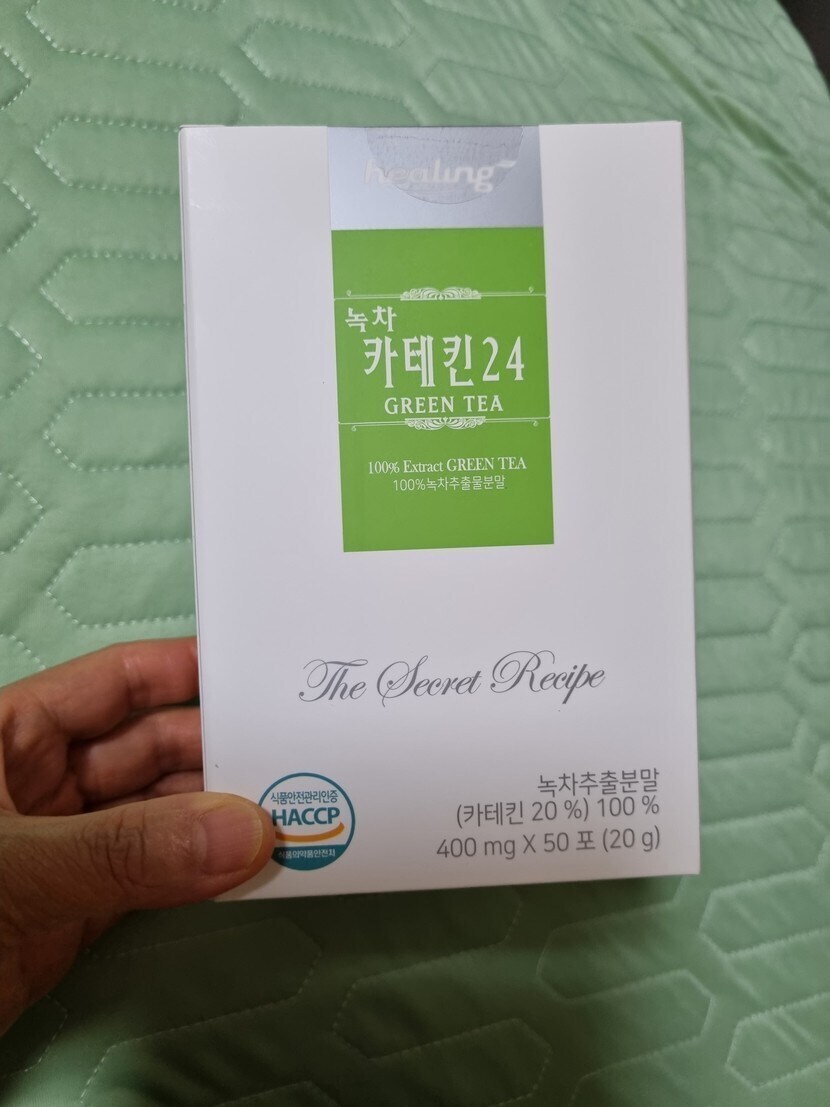 healing
녹차
카테킨24
GREEN TEA
100% Extract GREEN TEA
100%녹차추출물분말
The Secret Recipe
식품안전관리인증
HACCP
식품의약품안전처
녹차추출분말
(카테킨 20 %) 100 %
400 mg X 50 포 (20 g)